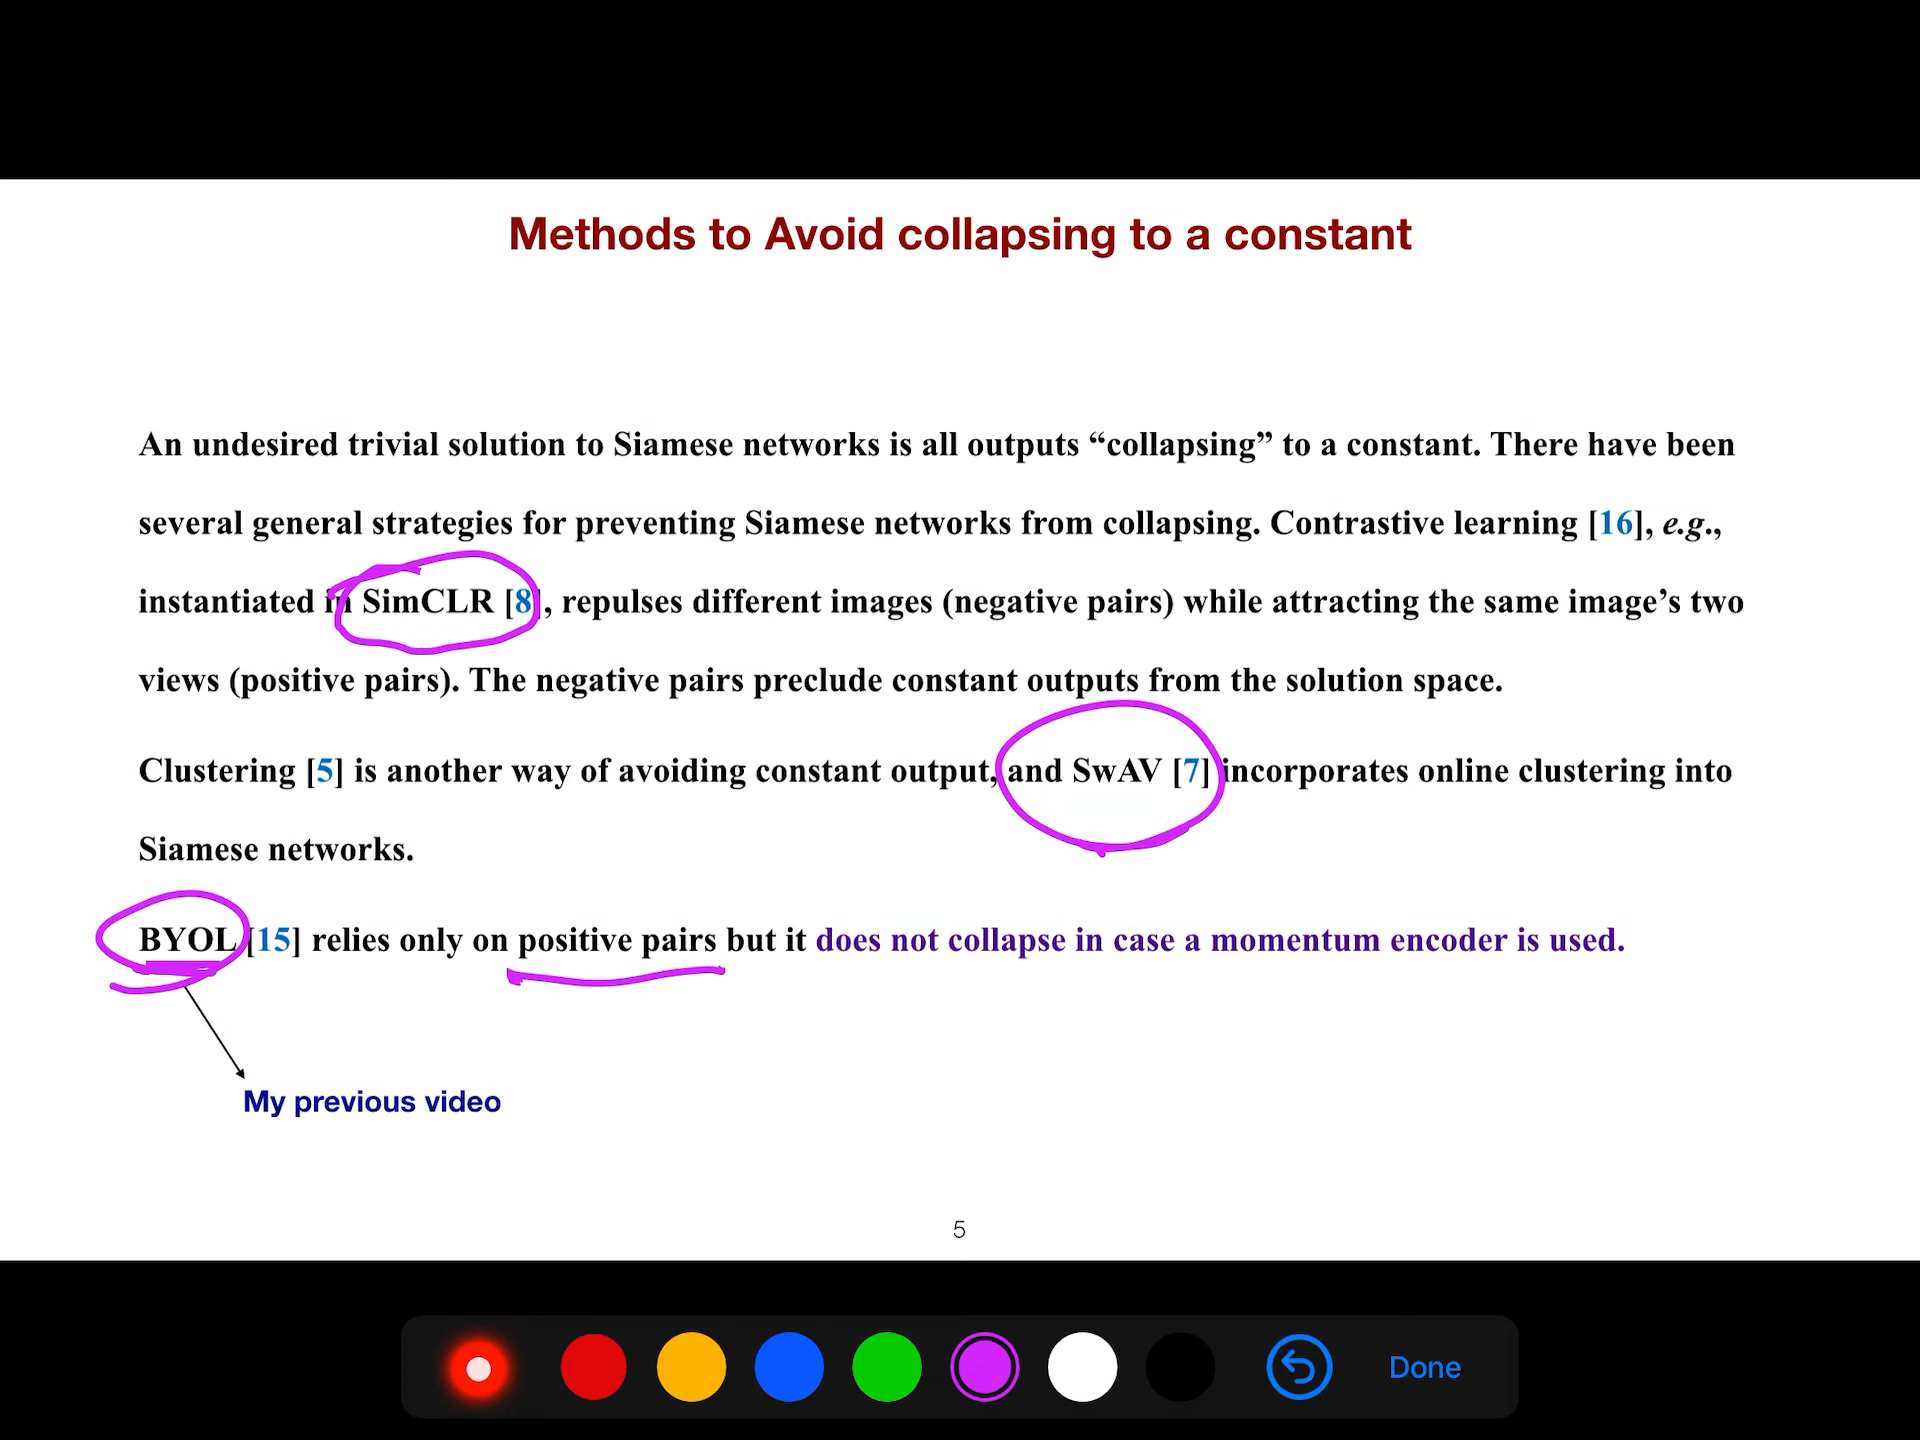 Methods to Avoid collapsing to a constant
An undesired trivial solution to Siamese networks is all outputs “collapsing” to a constant. There have been
several general strategies for preventing Siamese networks from collapsing. Contrastive learning [16], e.g.,
instantiated in SimCLR [8], repulses different images (negative pairs) while attracting the same image’s two
views (positive pairs). The negative pairs preclude constant outputs from the solution space.
Clustering [5] is another way of avoiding constant output, and SwAV [7] incorporates online clustering into
Siamese networks.
BYOL [15] relies only on positive pairs but it does not collapse in case a momentum encoder is used.
My previous video
5
Done